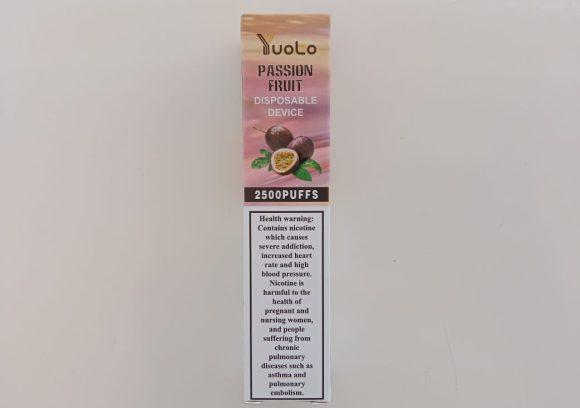 Yuoto
PASSION
FRUIT
DISPOSABLE
DEVICE
2500PUFFS
Health warning:
Contains nicotine
which causes
severe addiction,
increased heart
rate and high
blood pressure.
Nicotine is
harmful to the
health of
pregnant and
nursing women,
and people
suffering from
chronic
pulmonary
diseases such as
asthma and
pulmonary
embolism.